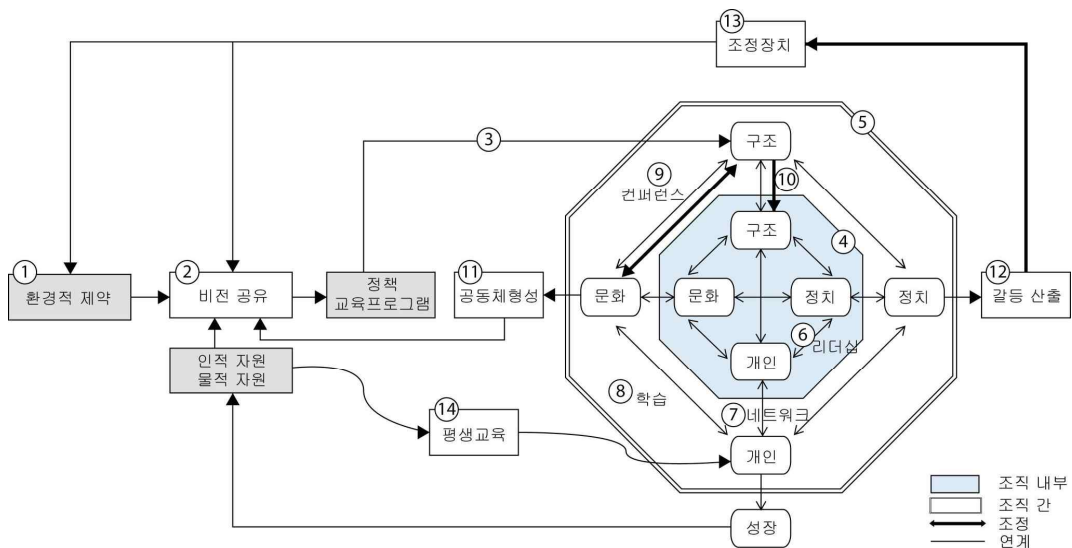 ⑬
조정장치
⑤
③
구조
⑨
컨퍼런스
⑩
구조
④
①
환경적 제약
②
비전 공유
정책
교육프로그램
⑪
공동체형성
문화
문화
정치
정치
⑫
갈등 산출
⑥
리더십
개인
인적 자원
물적 자원
⑧ 학습
⑦ 네트워크
⑭
평생교육
개인
성장
조직 내부
조직 간
조정
연계